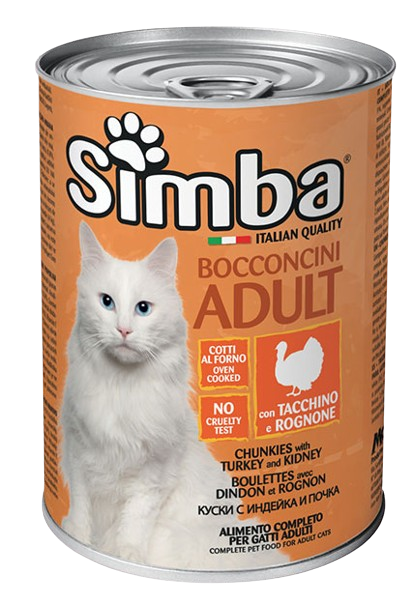 Simba®
ITALIAN QUALITY
BOCCONCINI
ADULT
COTTI
AL FORNO
OVEN
COOKED
NO
CRUELTY
TEST
con TACCHINO
e ROGNONE
CHUNKIES with
TURKEY and KIDNEY
BOULETTES avec
DINDON et ROGNON
КУСКИ С ИНДЕЙКА И ПОЧКА
ALIMENTO COMPLETO
PER GATTI ADULTI
COMPLETE PET FOOD FOR ADULT CATS